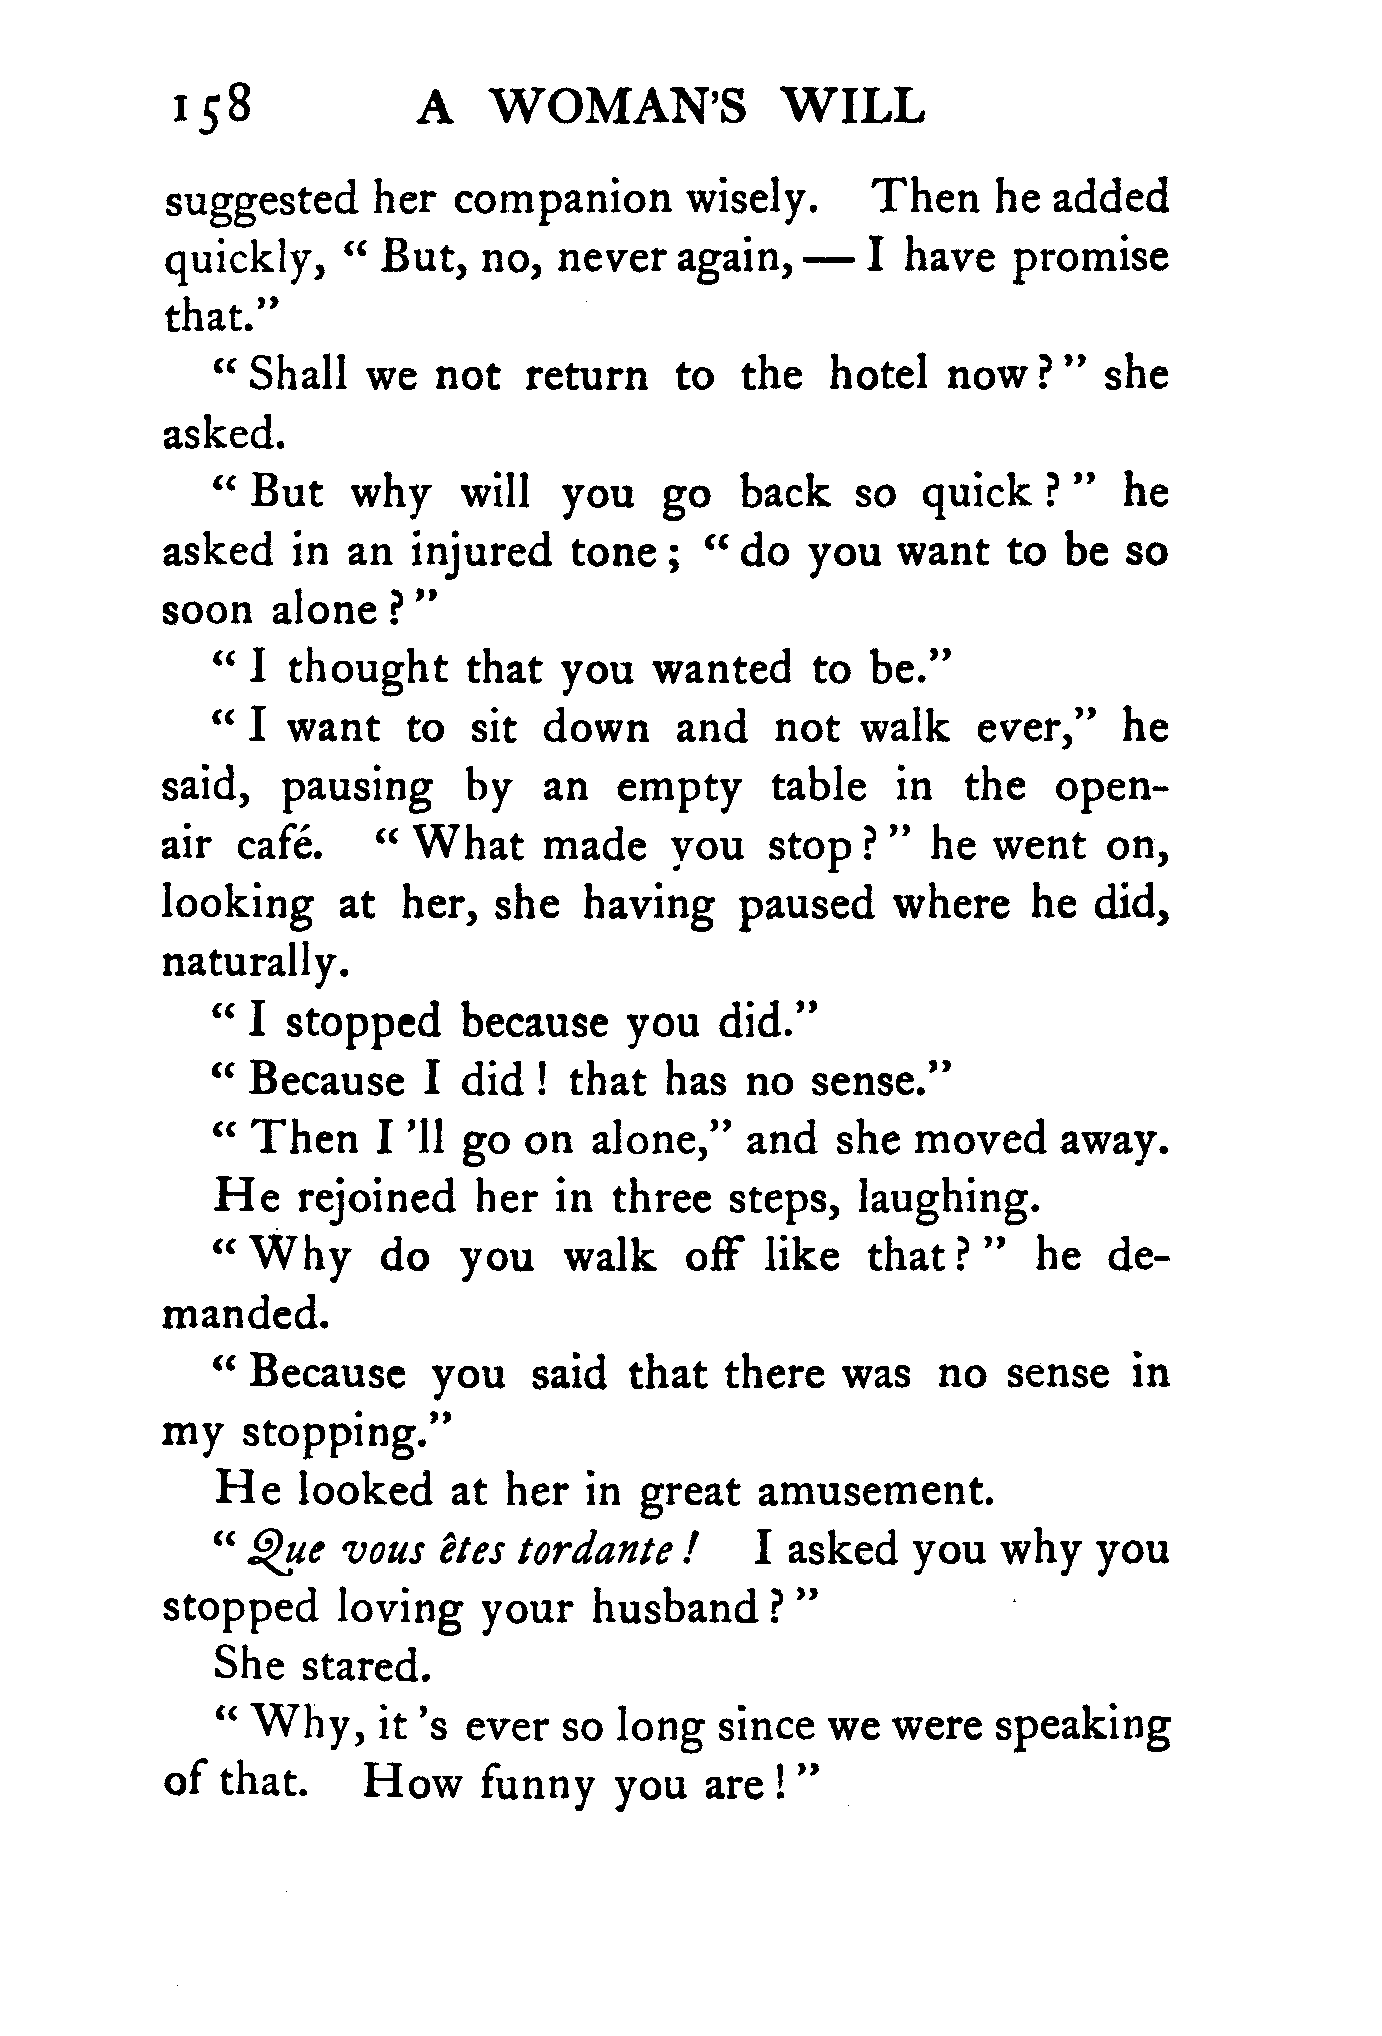 158 A WOMAN'S WILL
suggested her companion wisely. Then he added
quickly, “ But, no, never again, — I have promise
that.”
“ Shall we not return to the hotel now ? ” she
asked.
“ But why will you go back so quick ? ” he
asked in an injured tone ; “ do you want to be so
soon alone ? ”
“ I thought that you wanted to be.”
“ I want to sit down and not walk ever,” he
said, pausing by an empty table in the open-
air café. “ What made you stop ? ” he went on,
looking at her, she having paused where he did,
naturally.
“ I stopped because you did.”
“ Because I did ! that has no sense.”
“ Then I 'll go on alone,” and she moved away.
He rejoined her in three steps, laughing.
“ Why do you walk off like that ? ” he de-
manded.
“ Because you said that there was no sense in
my stopping.”
He looked at her in great amusement.
“ Que vous êtes tordante ! I asked you why you
stopped loving your husband ? ”
She stared.
“ Why, it 's ever so long since we were speaking
of that. How funny you are ! ”